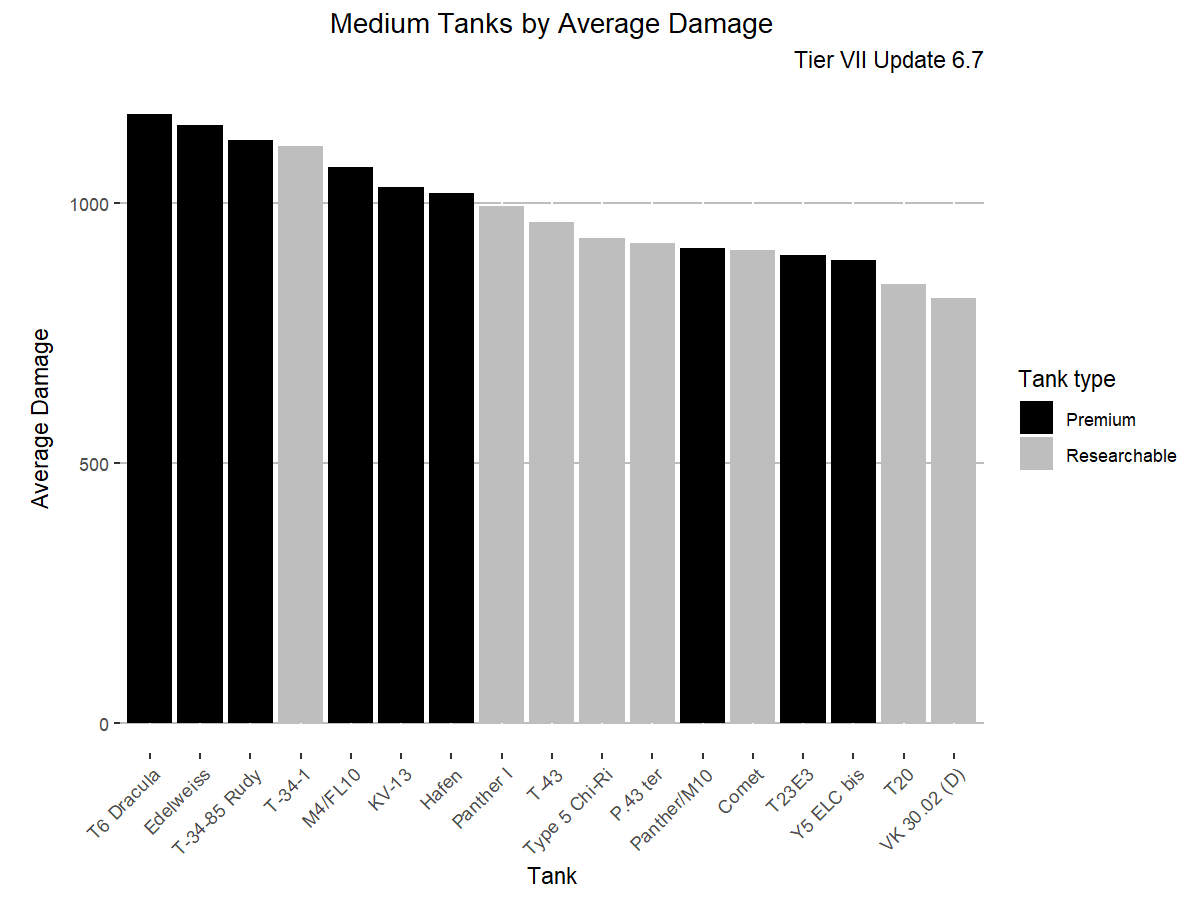 Medium Tanks by Average Damage
Tier VII Update 6.7
Average Damage
1000
500
0
T6 Dracula
Edelweiss
T-34-85 Rudy
T-34-1
M4/FL10
KV-13
Hafen
Panther I
T-43
Type 5 Chi-Ri
P.43 ter
Panther/M10
Comet
T23E3
Y5 ELC bis
T20
VK 30.02 (D)
Tank
Tank type
Premium
Researchable